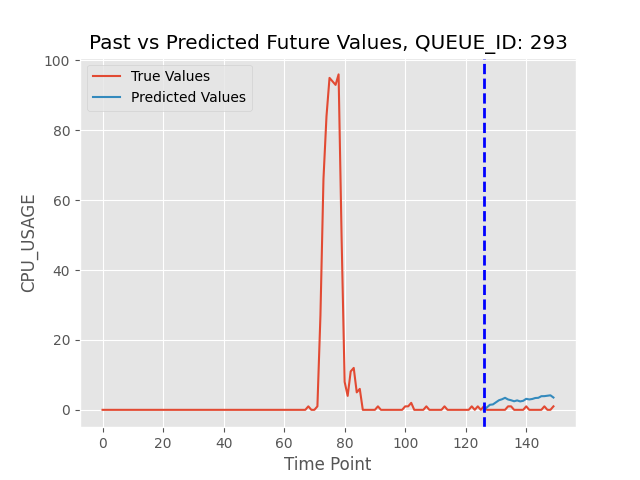 Past vs Predicted Future Values, QUEUE_ID: 293
True Values
Predicted Values
CPU_USAGE
100
80
60
40
20
0
0 20 40 60 80 100 120 140
Time Point